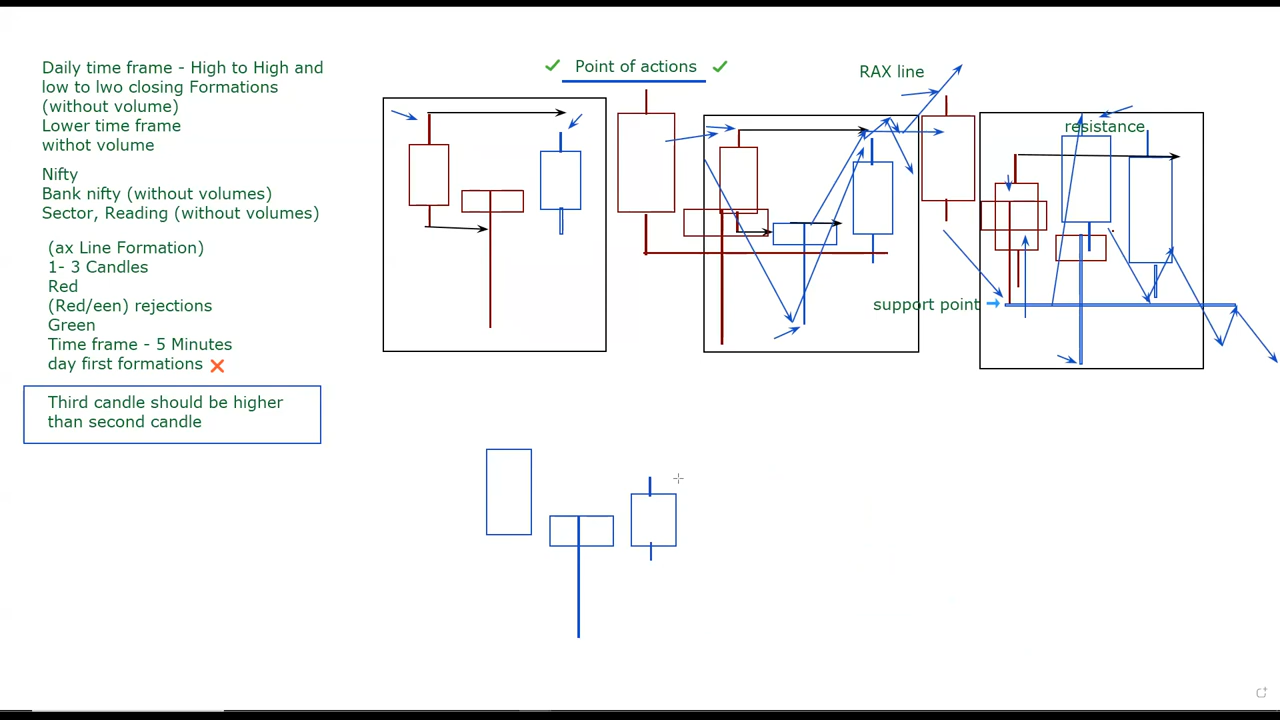 Daily time frame - High to High and
low to lwo closing Formations
(without volume)
Lower time frame
withot volume
Nifty
Bank nifty (without volumes)
Sector, Reading (without volumes)
(ax Line Formation)
1- 3 Candles
Red
(Red/een) rejections
Green
Time frame - 5 Minutes
day first formations
Third candle should be higher
than second candle
Point of actions
RAX line
resistance
support point